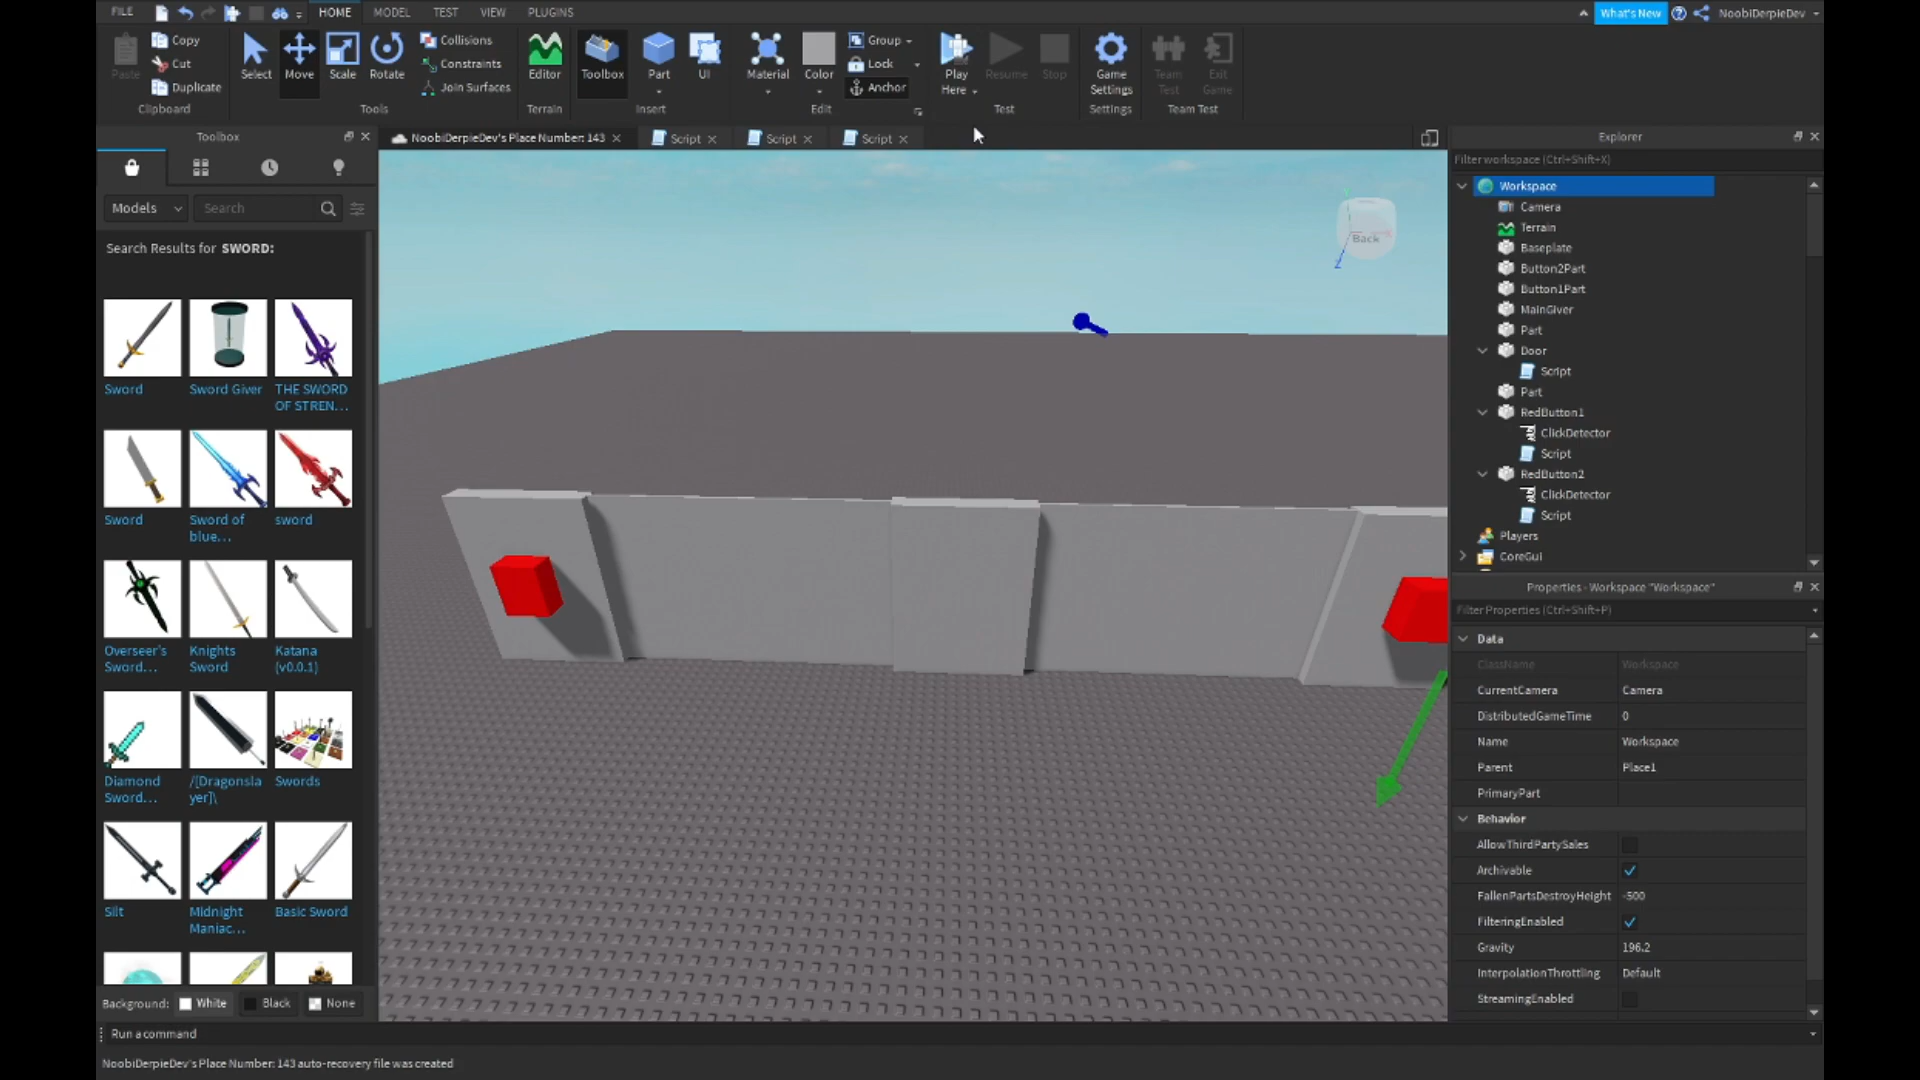 FILE HOME MODEL TEST VIEW PLUGINS What's New NoobiDerpieDev
Paste Copy Cut Duplicate Clipboard
Select Move Scale Rotate Collisions Constraints Join Surfaces Tools
Editor Terrain
Toolbox Part UI Insert
Material Color Group Lock Anchor Edit
Play Here Resume Stop Test
Game Settings Settings
Team Test Exit Game Team Test
Toolbox
Models Search
Search Results for SWORD:
Sword
Sword Giver
THE SWORD
OF STREN...
Sword
Sword of
blue...
sword
Overseer's
Sword...
Knights
Sword
Katana
(v0.0.1)
Diamond
Sword...
/[Dragonsla
yer]\
Swords
Silt
Midnight
Maniac...
Basic Sword
Background: White Black None
NoobiDerpieDev's Place Number: 143 Script Script Script
Back
Z
Explorer
Filter workspace (Ctrl+Shift+X)
Workspace
Camera
Terrain
Baseplate
Button2Part
Button1Part
MainGiver
Part
Door
Script
Part
RedButton1
ClickDetector
Script
RedButton2
ClickDetector
Script
Players
CoreGui
Properties - Workspace "Workspace"
Filter Properties (Ctrl+Shift+P)
Data
ClassName Workspace
CurrentCamera Camera
DistributedGameTime 0
Name Workspace
Parent Place1
PrimaryPart
Behavior
AllowThirdPartySales
Archivable
FallenPartsDestroyHeight -500
FilteringEnabled
Gravity 196.2
InterpolationThrottling Default
StreamingEnabled
Run a command
NoobiDerpieDev's Place Number: 143 auto-recovery file was created